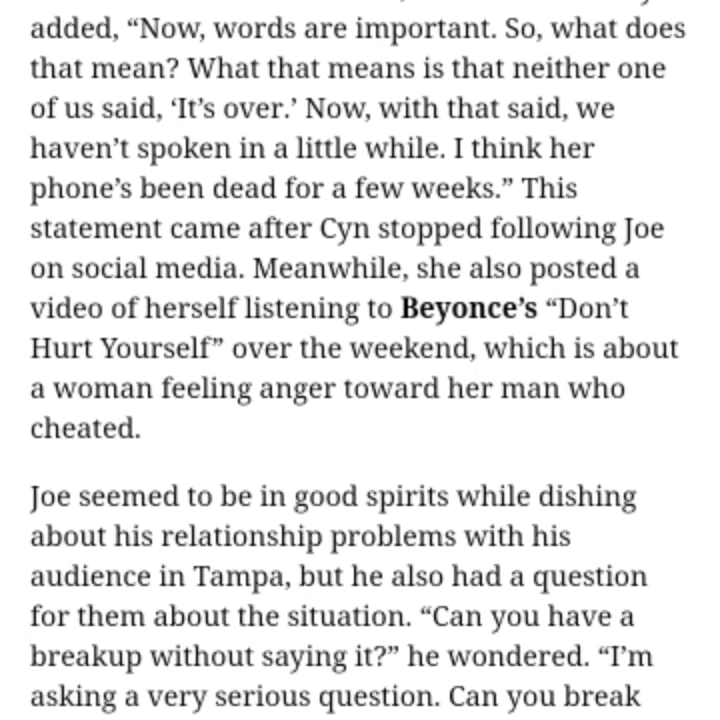 added, “Now, words are important. So, what does
that mean? What that means is that neither one
of us said, ‘It’s over.’ Now, with that said, we
haven’t spoken in a little while. I think her
phone’s been dead for a few weeks.” This
statement came after Cyn stopped following Joe
on social media. Meanwhile, she also posted a
video of herself listening to Beyonce’s “Don’t
Hurt Yourself” over the weekend, which is about
a woman feeling anger toward her man who
cheated.
Joe seemed to be in good spirits while dishing
about his relationship problems with his
audience in Tampa, but he also had a question
for them about the situation. “Can you have a
breakup without saying it?” he wondered. “I’m
asking a very serious question. Can you break